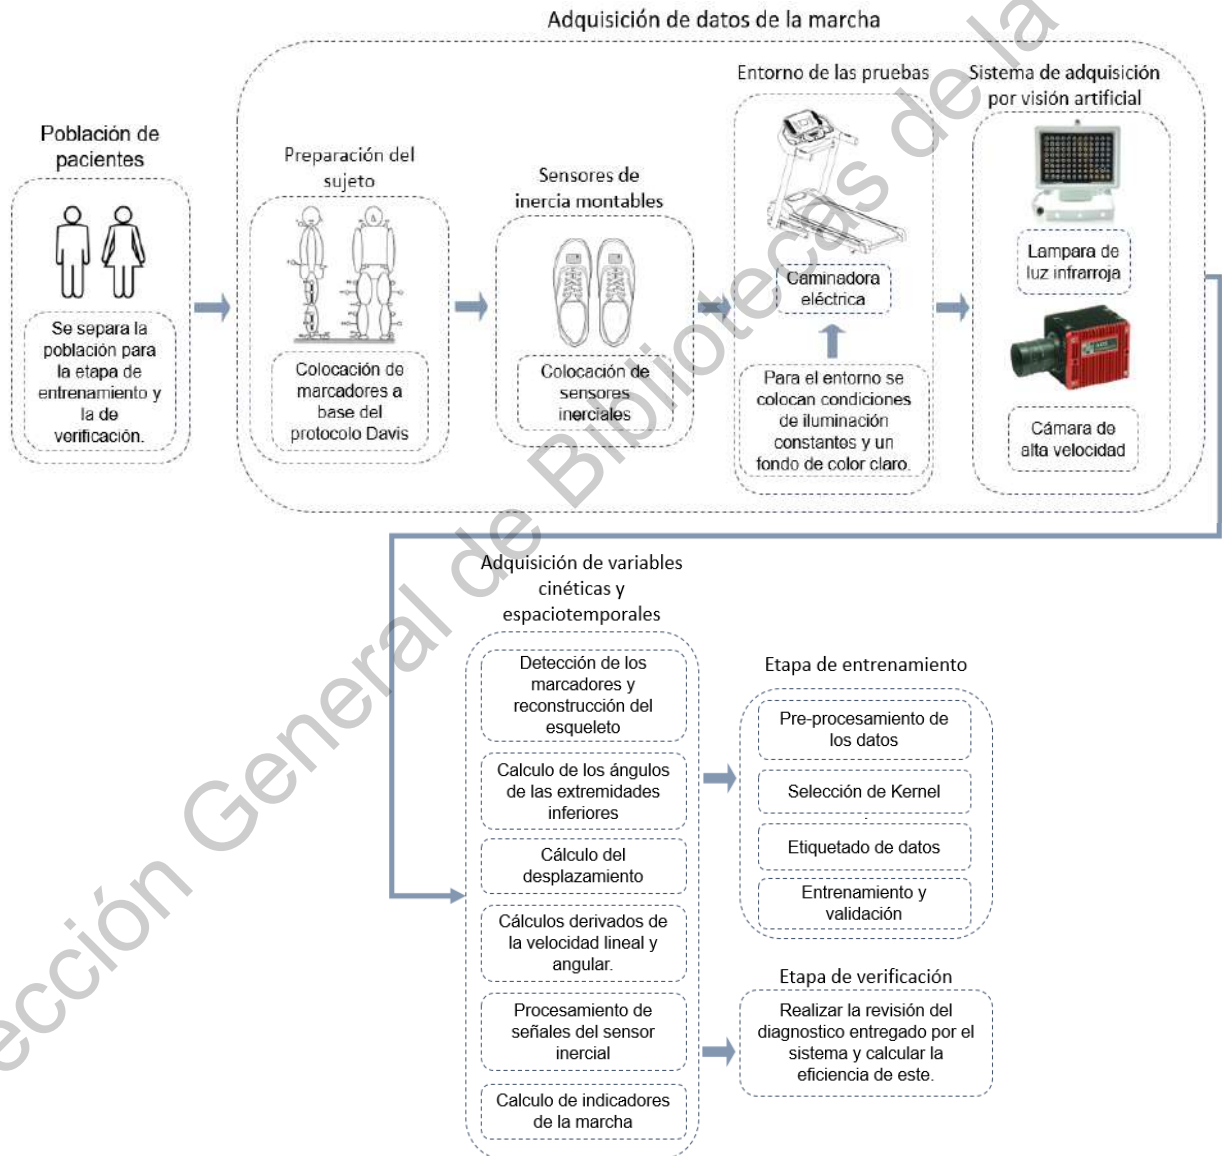 Adquisición de datos de la marcha
Población de
pacientes
Se separa la
población para
la etapa de
entrenamiento y
la de
verificación.
Preparación del
sujeto
Colocación de
marcadores a
base del
protocolo Davis
Sensores de
inercia montables
Colocación de
sensores
inerciales
Entorno de las pruebas
Caminadora
eléctrica
Para el entorno se
colocan condiciones
de iluminación
constantes y un
fondo de color claro.
Sistema de adquisición
por visión artificial
Lampara de
luz infrarroja
Cámara de
alta velocidad
Adquisición de variables
cinéticas y
espaciotemporales
Detección de los
marcadores y
reconstrucción del
esqueleto
Calculo de los ángulos
de las extremidades
inferiores
Cálculo del
desplazamiento
Cálculos derivados de
la velocidad lineal y
angular.
Procesamiento de
señales del sensor
inercial
Calculo de indicadores
de la marcha
Etapa de entrenamiento
Pre-procesamiento de
los datos
Selección de Kernel
.
Etiquetado de datos
Entrenamiento y
validación
Etapa de verificación
Realizar la revisión del
diagnostico entregado por el
sistema y calcular la
eficiencia de este.
ección General de Bibliotecas de la